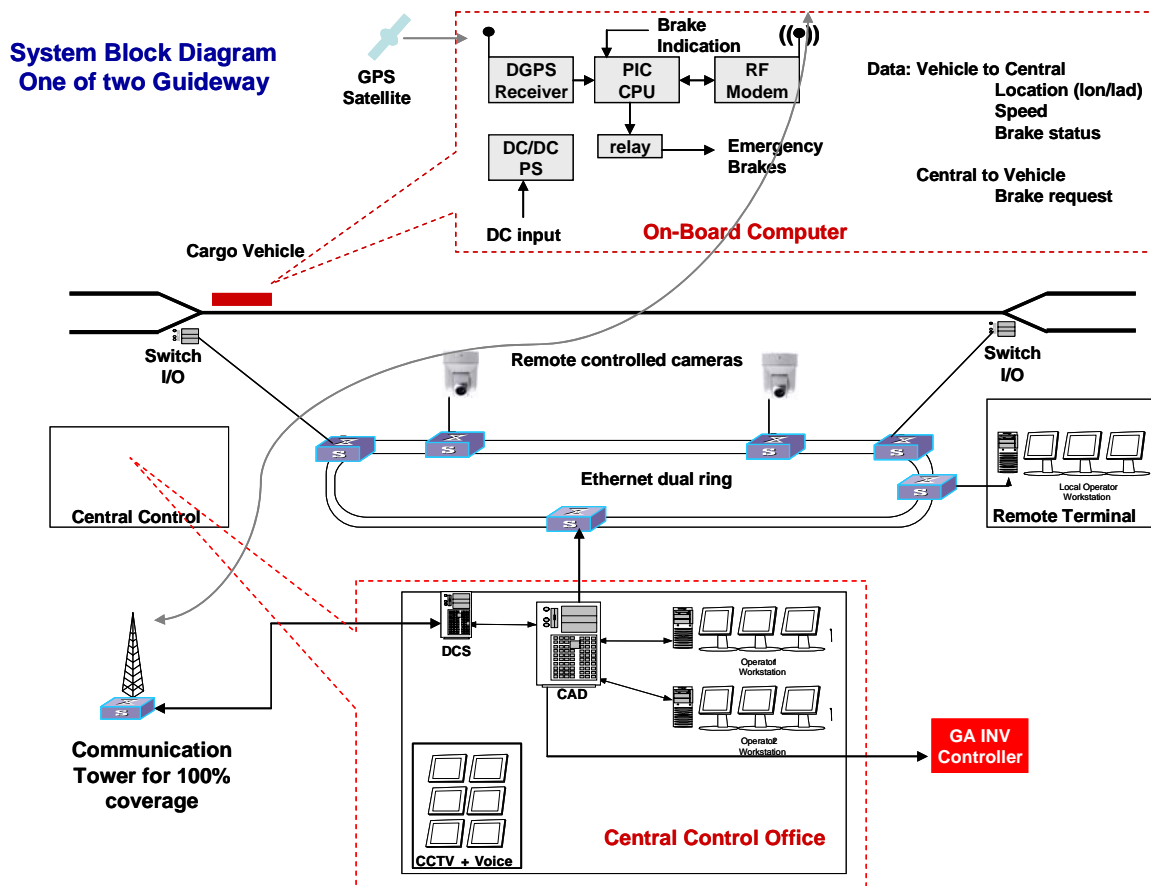 System Block Diagram
One of two Guideway
GPS
Satellite
DGPS
Receiver
PIC
CPU
RF
Modem
Brake
Indication
((●))
relay
Emergency
Brakes
DC/DC
PS
DC input
On-Board Computer
Data: Vehicle to Central
Location (lon/lad)
Speed
Brake status
Central to Vehicle
Brake request
Cargo Vehicle
Switch
I/O
Remote controlled cameras
Switch
I/O
X
S
X
S
X
S
X
S
X
S
X
S
Ethernet dual ring
Local Operator
Workstation
Remote Terminal
Central Control
DCS
CAD
Operator1
Workstation
1
Operator2
Workstation
1
X
S
Communication
Tower for 100%
coverage
CCTV + Voice
Central Control Office
GA INV
Controller